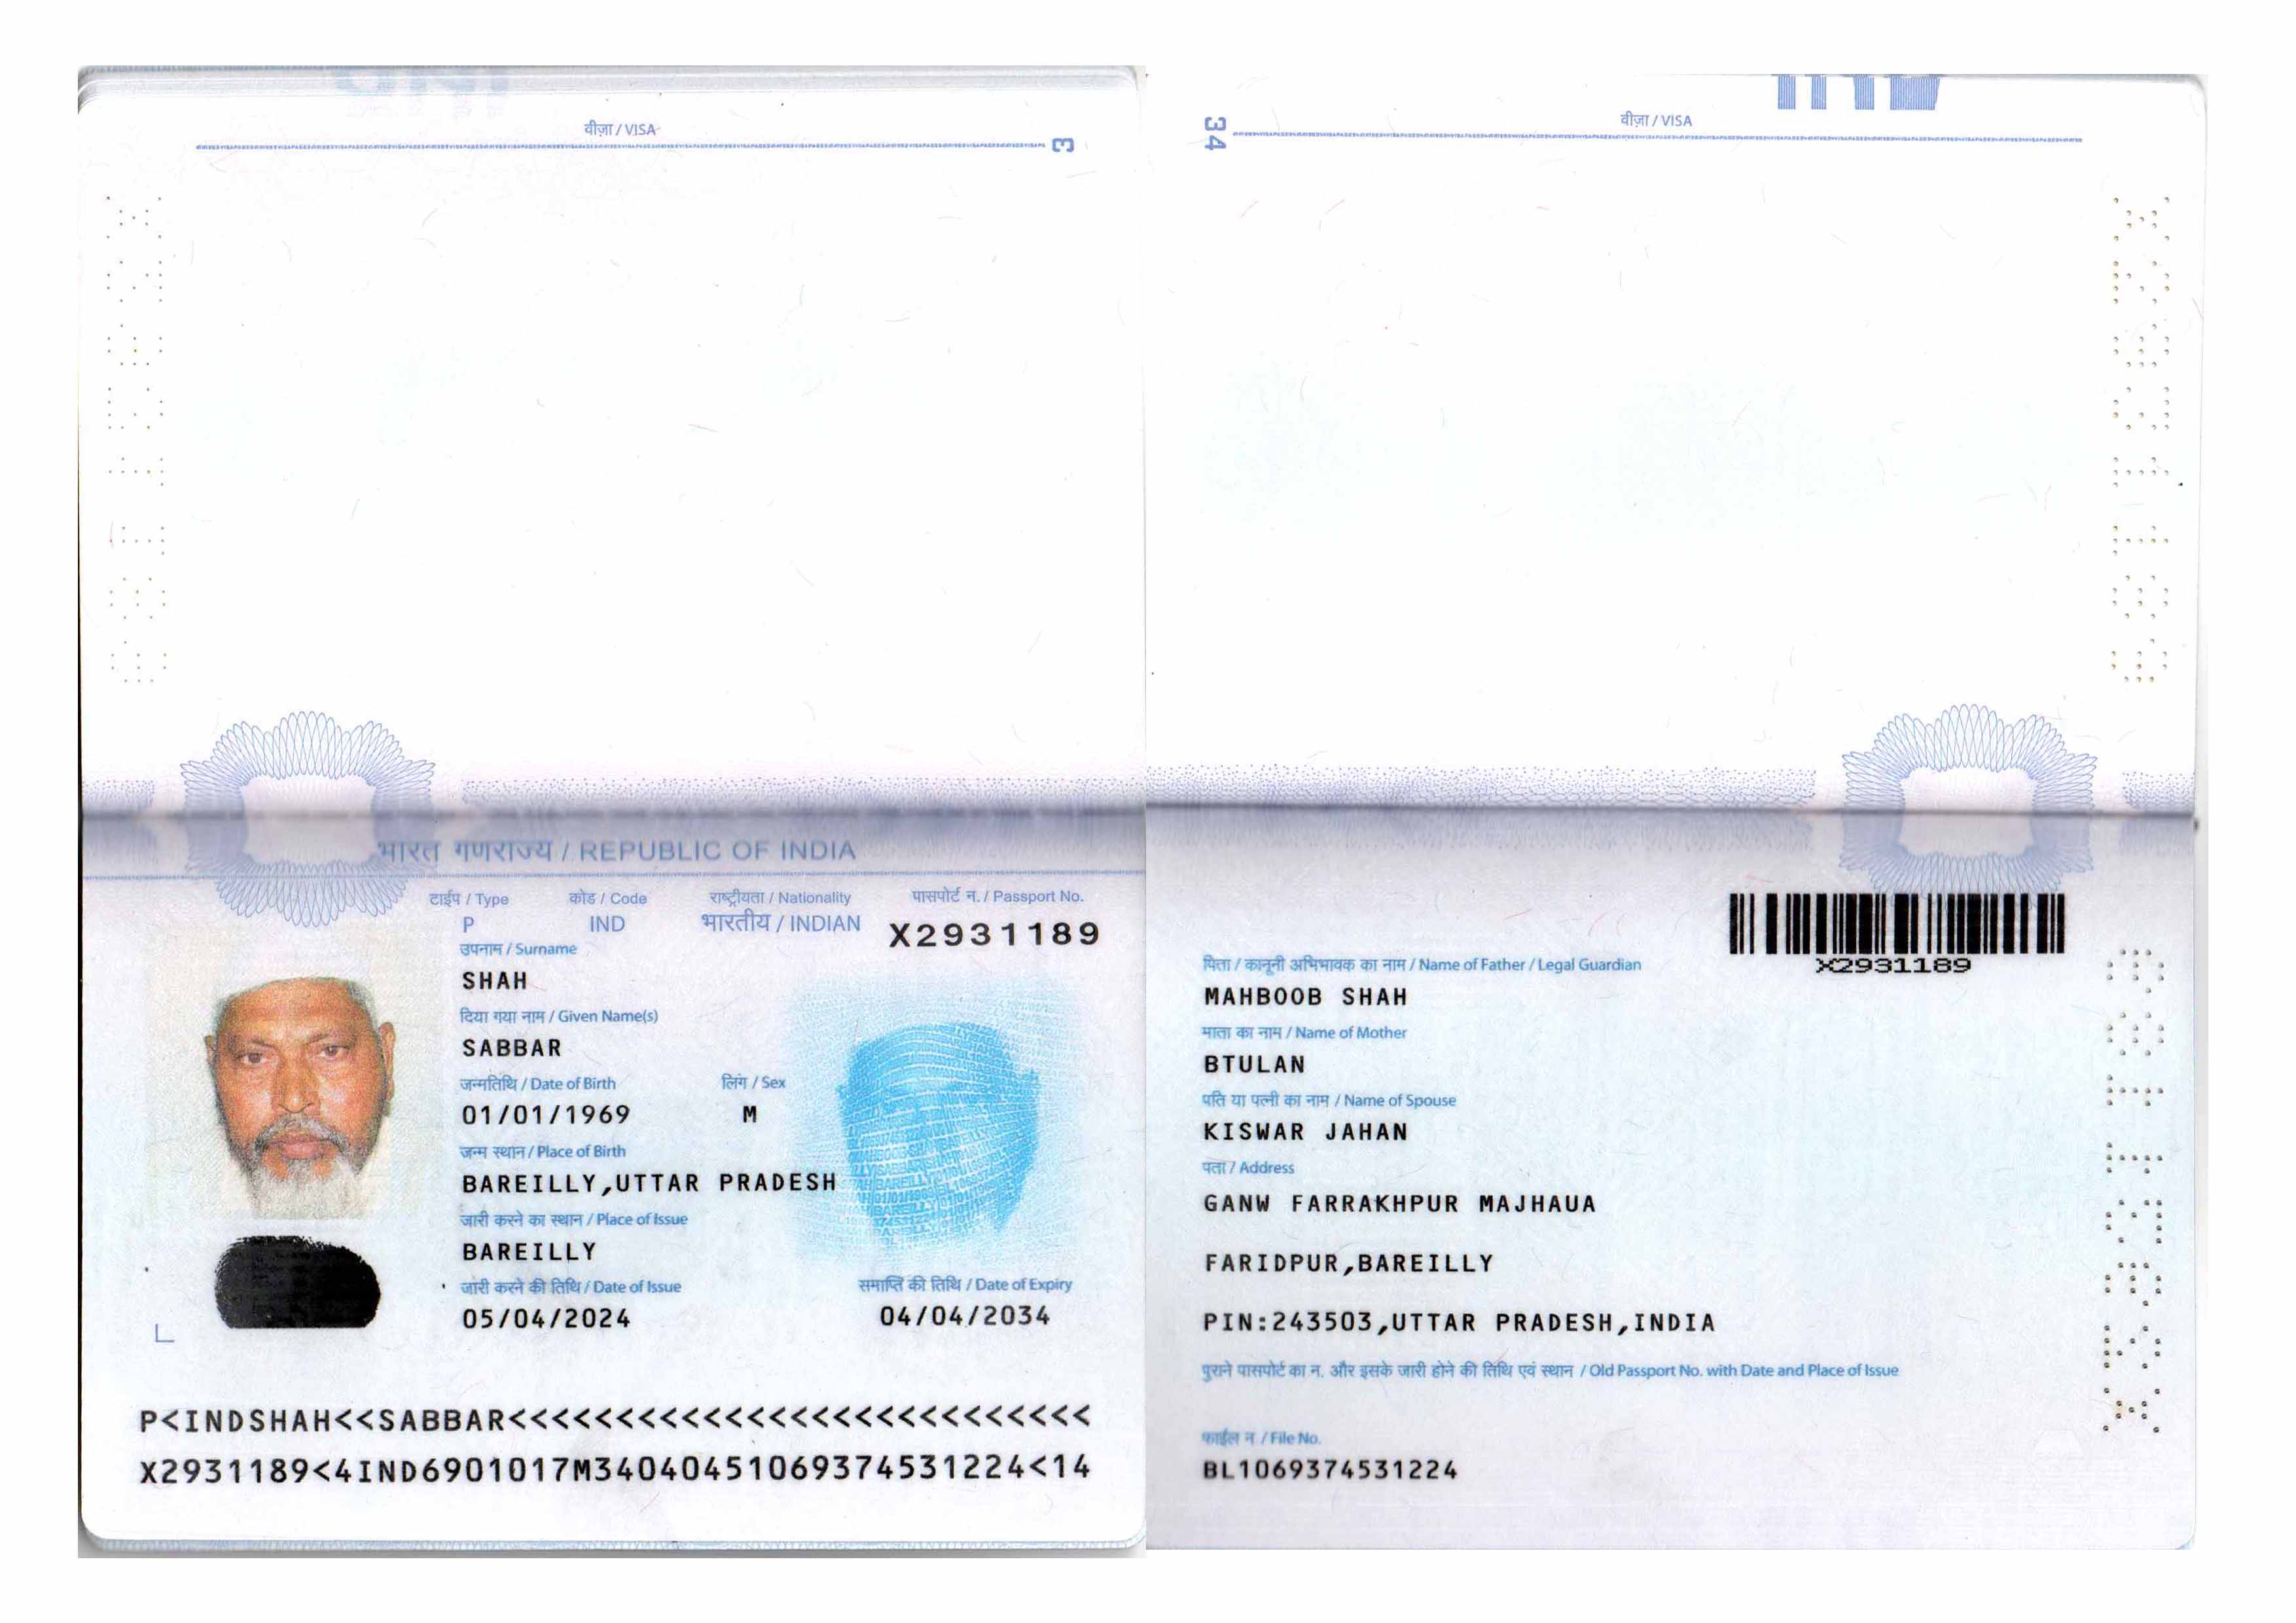 वीज़ा / VISA
3
भारत गणराज्य / REPUBLIC OF INDIA
टाईप / Type कोड / Code राष्ट्रीयता / Nationality पासपोर्ट न. / Passport No.
P IND भारतीय / INDIAN X2931189
उपनाम / Surname
SHAH
दिया गया नाम / Given Name(s)
SABBAR
जन्मतिथि / Date of Birth लिंग / Sex
01/01/1969 M
जन्म स्थान / Place of Birth
BAREILLY,UTTAR PRADESH
जारी करने का स्थान / Place of Issue
BAREILLY
जारी करने की तिथि / Date of Issue समाप्ति की तिथि / Date of Expiry
05/04/2024 04/04/2034
P<INDSHAH<<SABBAR<<<<<<<<<<<<<<<<<<<<<<<<<<<
X2931189<4IND6901017M34040451069374531224<14
34
वीज़ा / VISA
X2931189
पिता / कानूनी अभिभावक का नाम / Name of Father / Legal Guardian
MAHBOOB SHAH
माता का नाम / Name of Mother
BTULAN
पति या पत्नी का नाम / Name of Spouse
KISWAR JAHAN
पता / Address
GANW FARRAKHPUR MAJHAUA
FARIDPUR,BAREILLY
PIN:243503,UTTAR PRADESH,INDIA
पुराने पासपोर्ट का न. और इसके जारी होने की तिथि एवं स्थान / Old Passport No. with Date and Place of Issue
फाईल न / File No.
BL1069374531224
X2931189